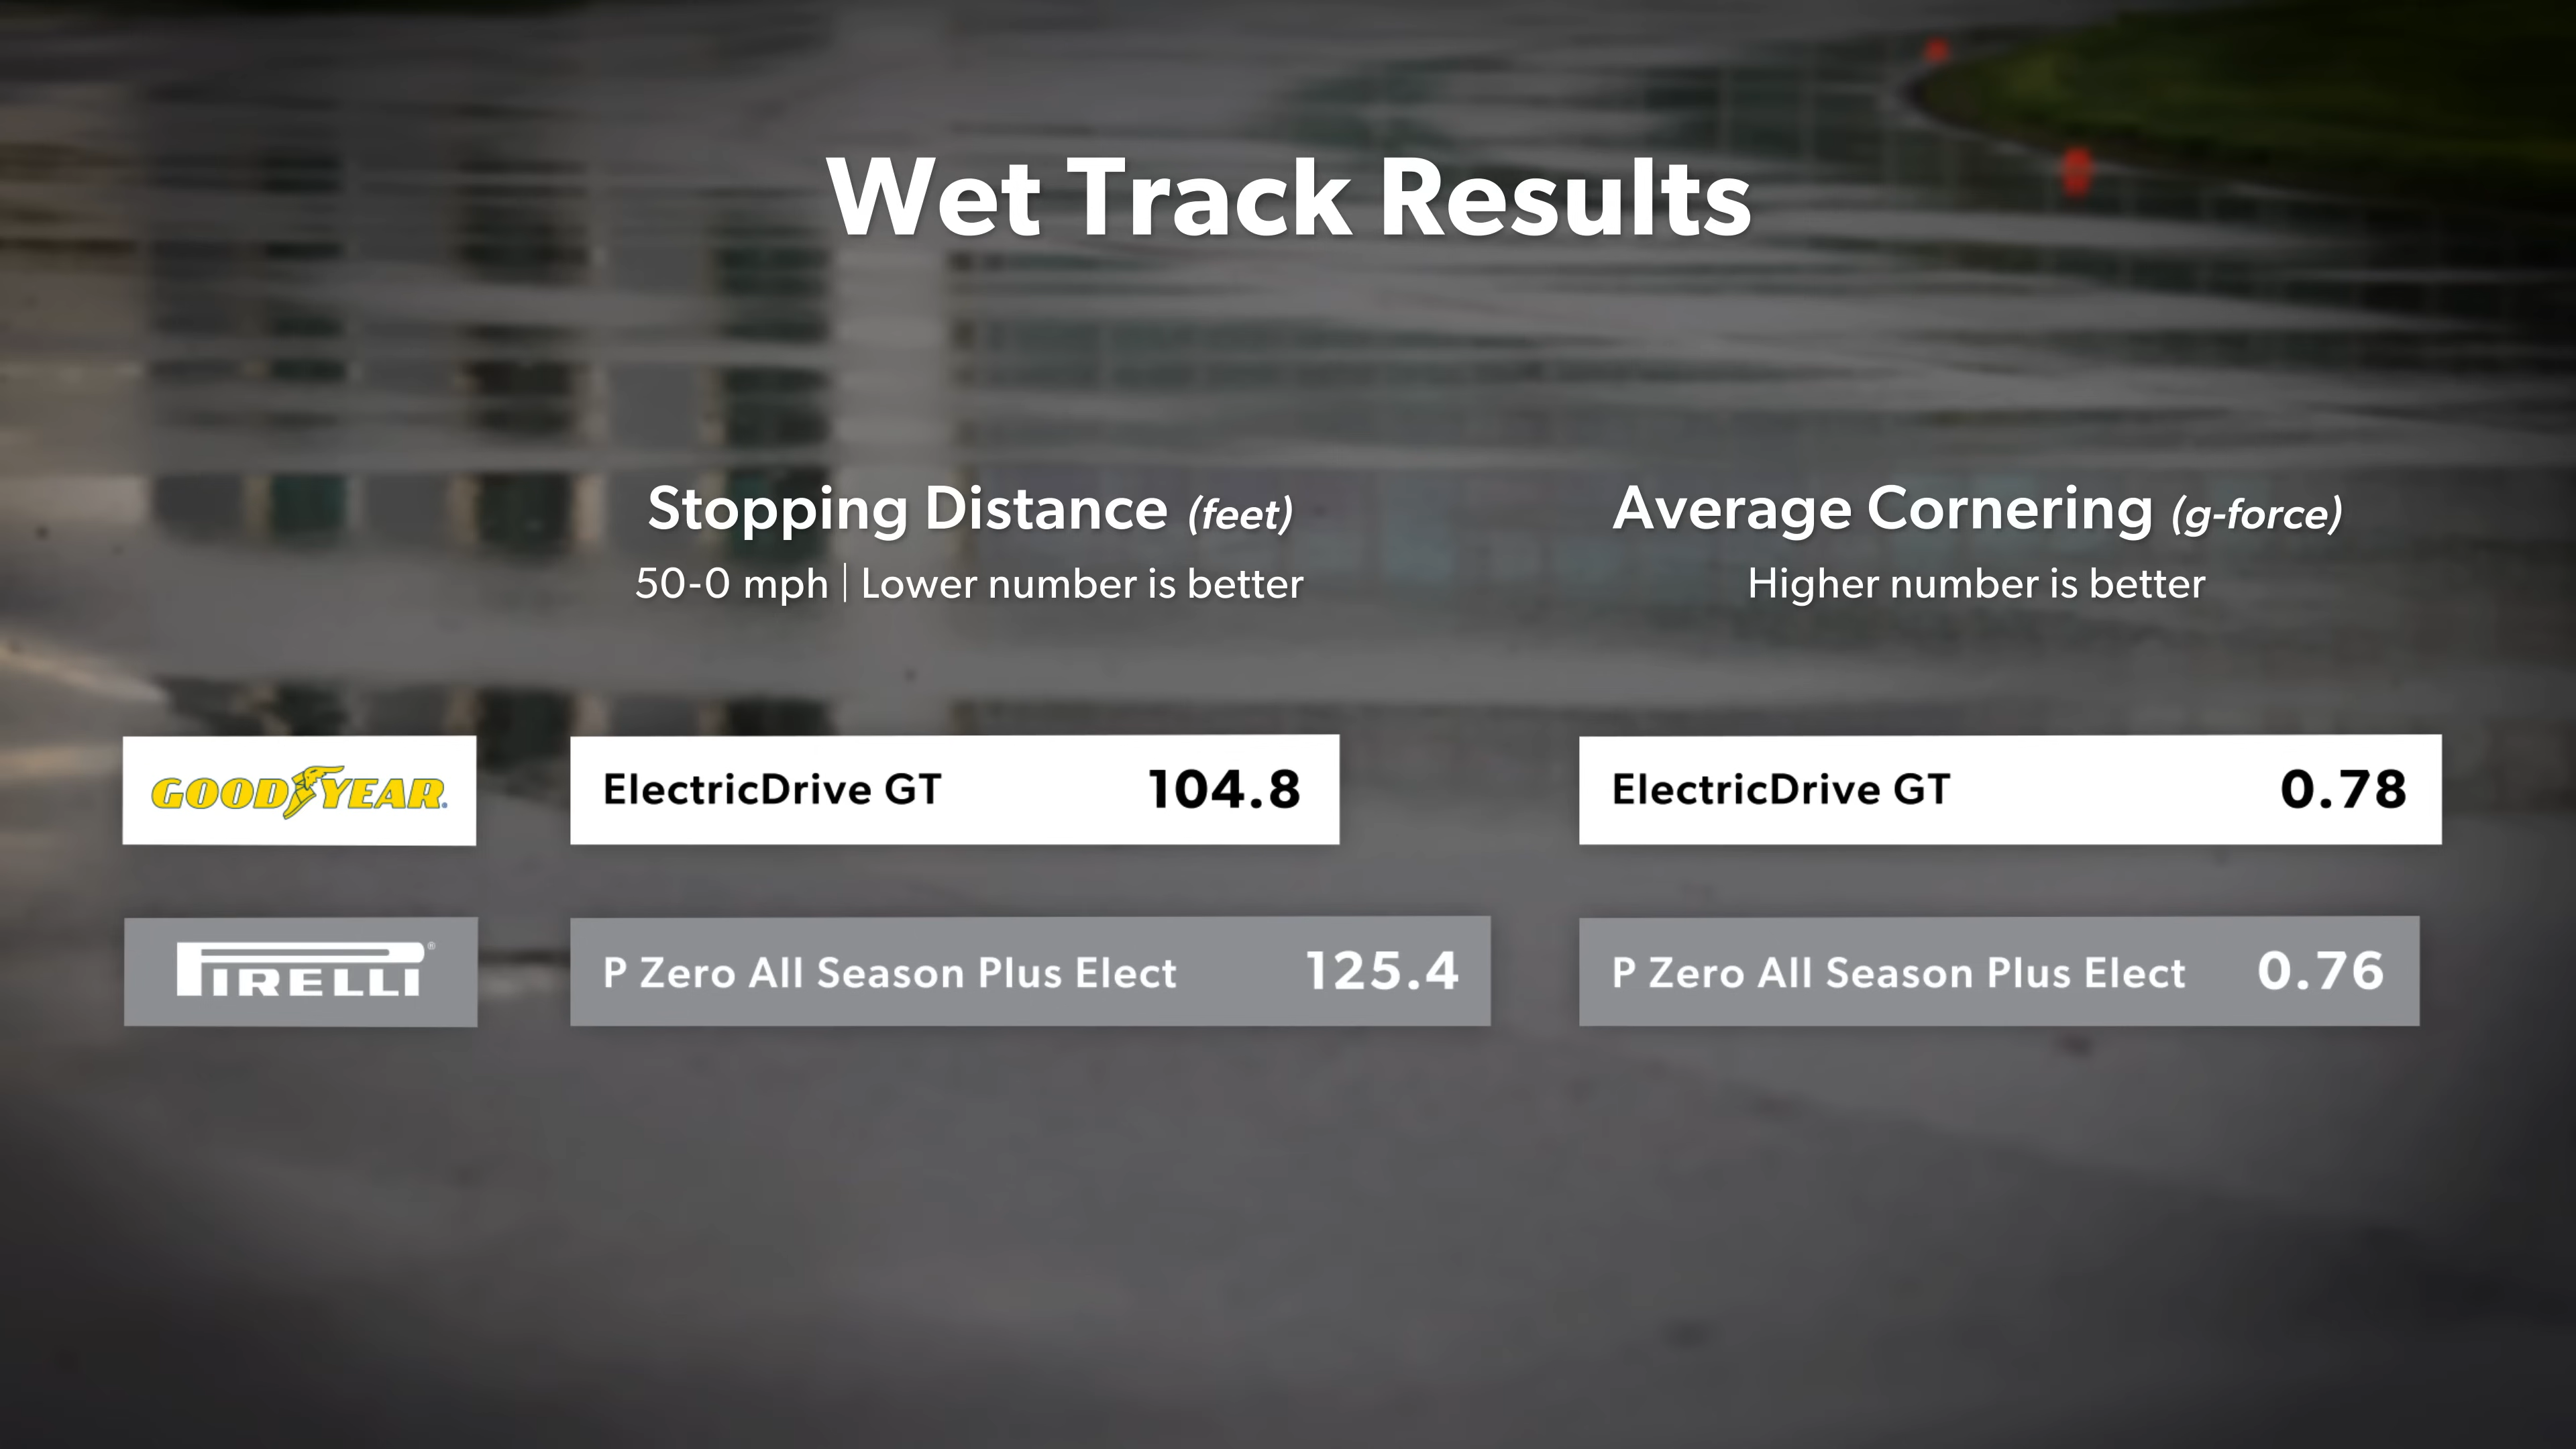 Wet Track Results
Stopping Distance (feet)
50-0 mph | Lower number is better
Average Cornering (g-force)
Higher number is better
GOODYEAR.
ElectricDrive GT 104.8
ElectricDrive GT 0.78
PIRELLI®
P Zero All Season Plus Elect 125.4
P Zero All Season Plus Elect 0.76